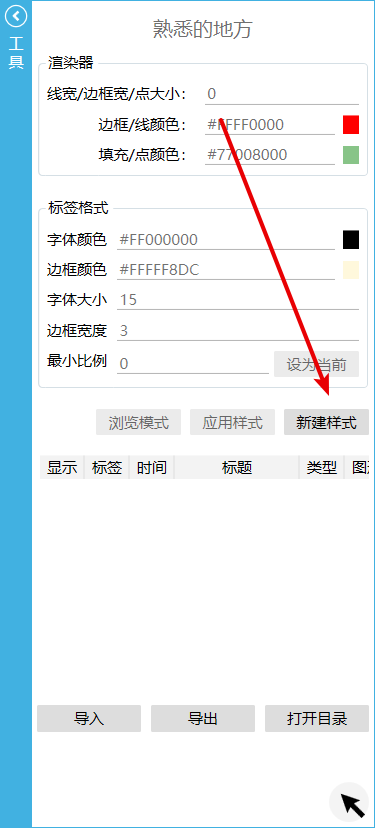 工具
熟悉的地方
渲染器
线宽/边框宽/点大小： 0
边框/线颜色： #FFFF0000
填充/点颜色： #77008000
标签格式
字体颜色 #FF000000
边框颜色 #FFFFF8DC
字体大小 15
边框宽度 3
最小比例 0 设为当前
浏览模式 应用样式 新建样式
显示 标签 时间 标题 类型
导入 导出 打开目录